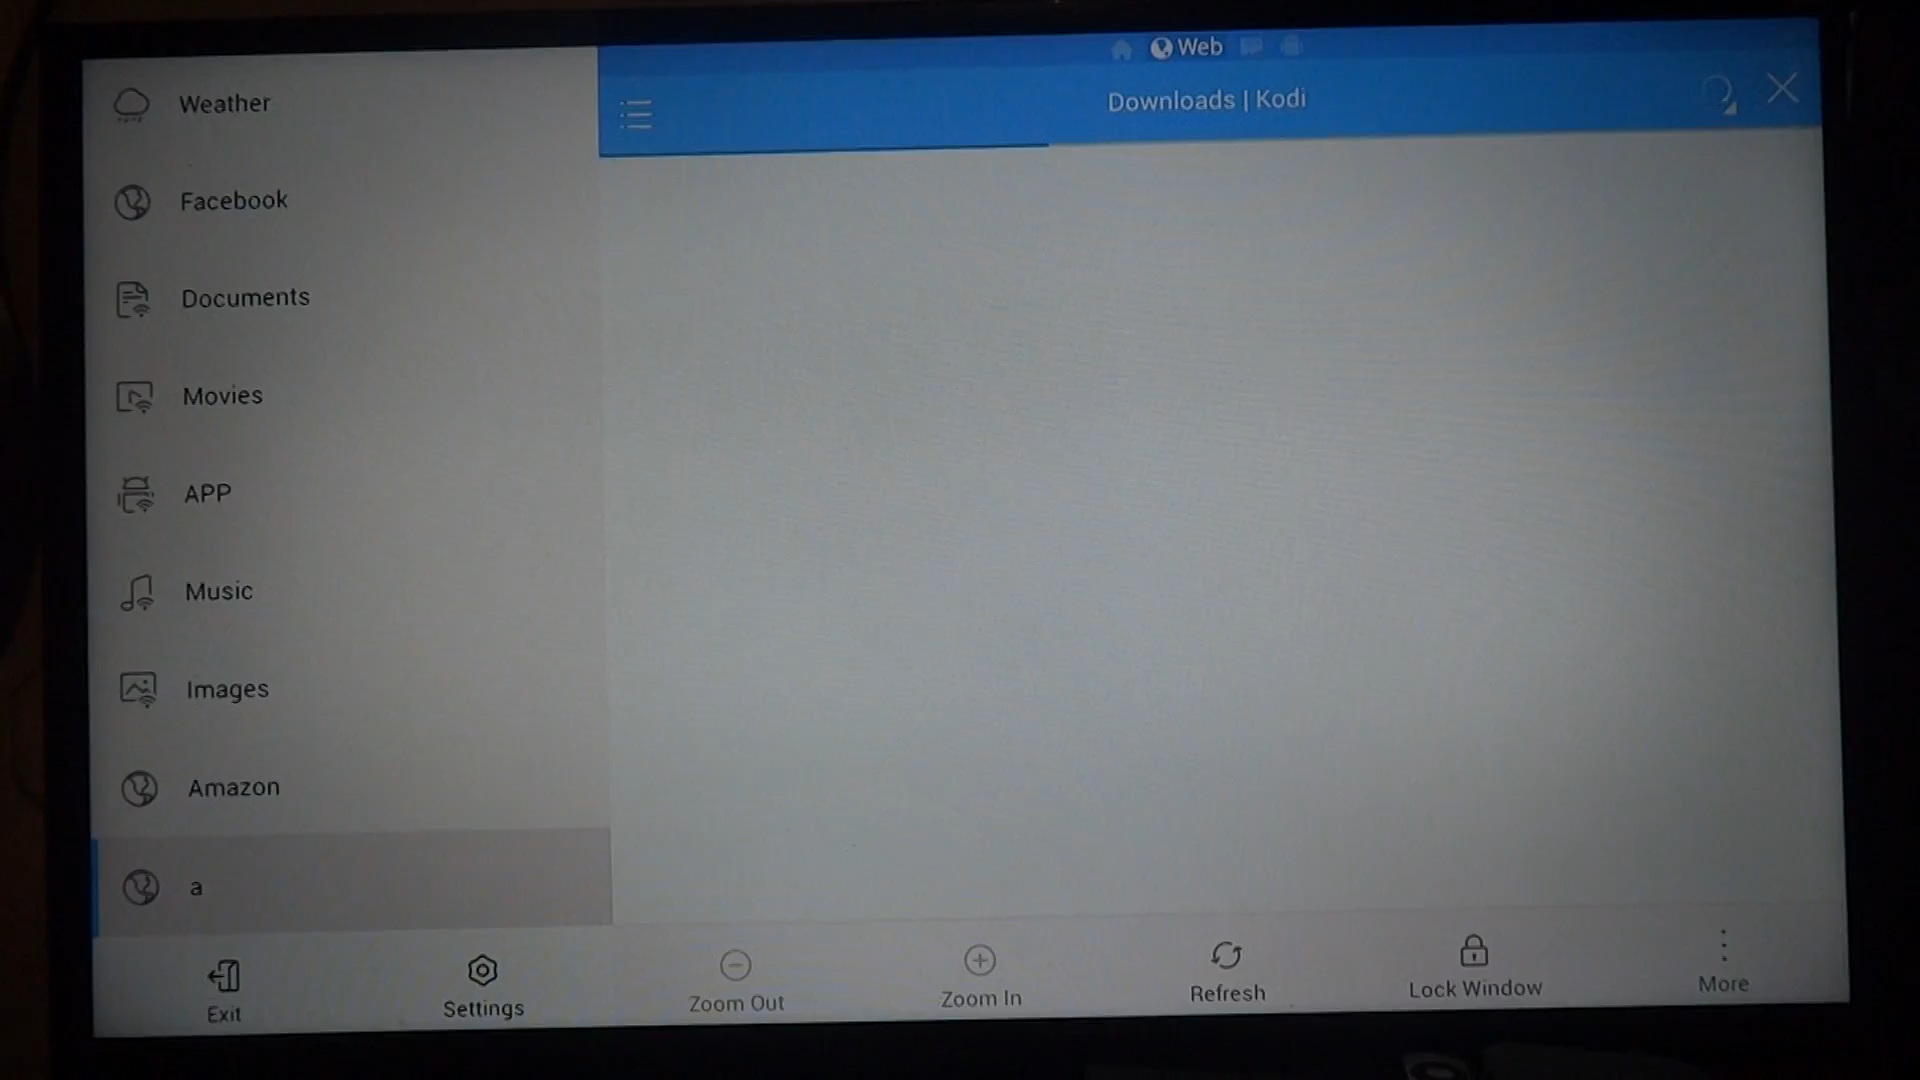 Web
Downloads | Kodi
Weather
Facebook
Documents
Movies
APP
Music
Images
Amazon
a
Exit
Settings
Zoom Out
Zoom In
Refresh
Lock Window
More